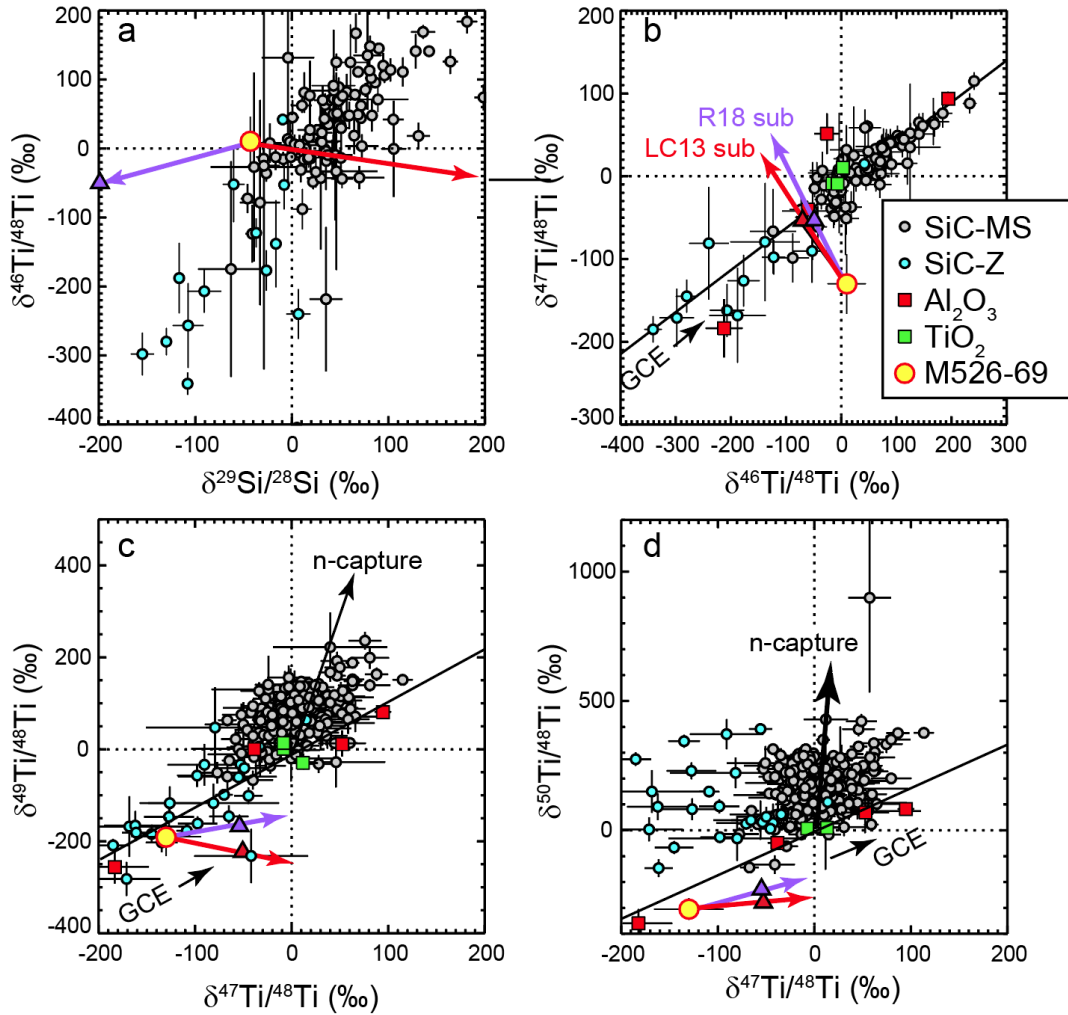 a
200
100
0
-100
-200
-300
-400
δ⁴⁶Ti/⁴⁸Ti (‰)
-200 -100 0 100 200
δ²⁹Si/²⁸Si (‰)
b
200
100
0
-100
-200
-300
δ⁴⁷Ti/⁴⁸Ti (‰)
R18 sub
LC13 sub
GCE
SiC-MS
SiC-Z
Al₂O₃
TiO₂
M526-69
-400 -300 -200 -100 0 100 200 300
δ⁴⁶Ti/⁴⁸Ti (‰)
c
400
200
0
-200
-400
δ⁴⁹Ti/⁴⁸Ti (‰)
n-capture
GCE
-200 -100 0 100 200
δ⁴⁷Ti/⁴⁸Ti (‰)
d
1000
500
0
δ⁵⁰Ti/⁴⁸Ti (‰)
n-capture
GCE
-200 -100 0 100 200
δ⁴⁷Ti/⁴⁸Ti (‰)